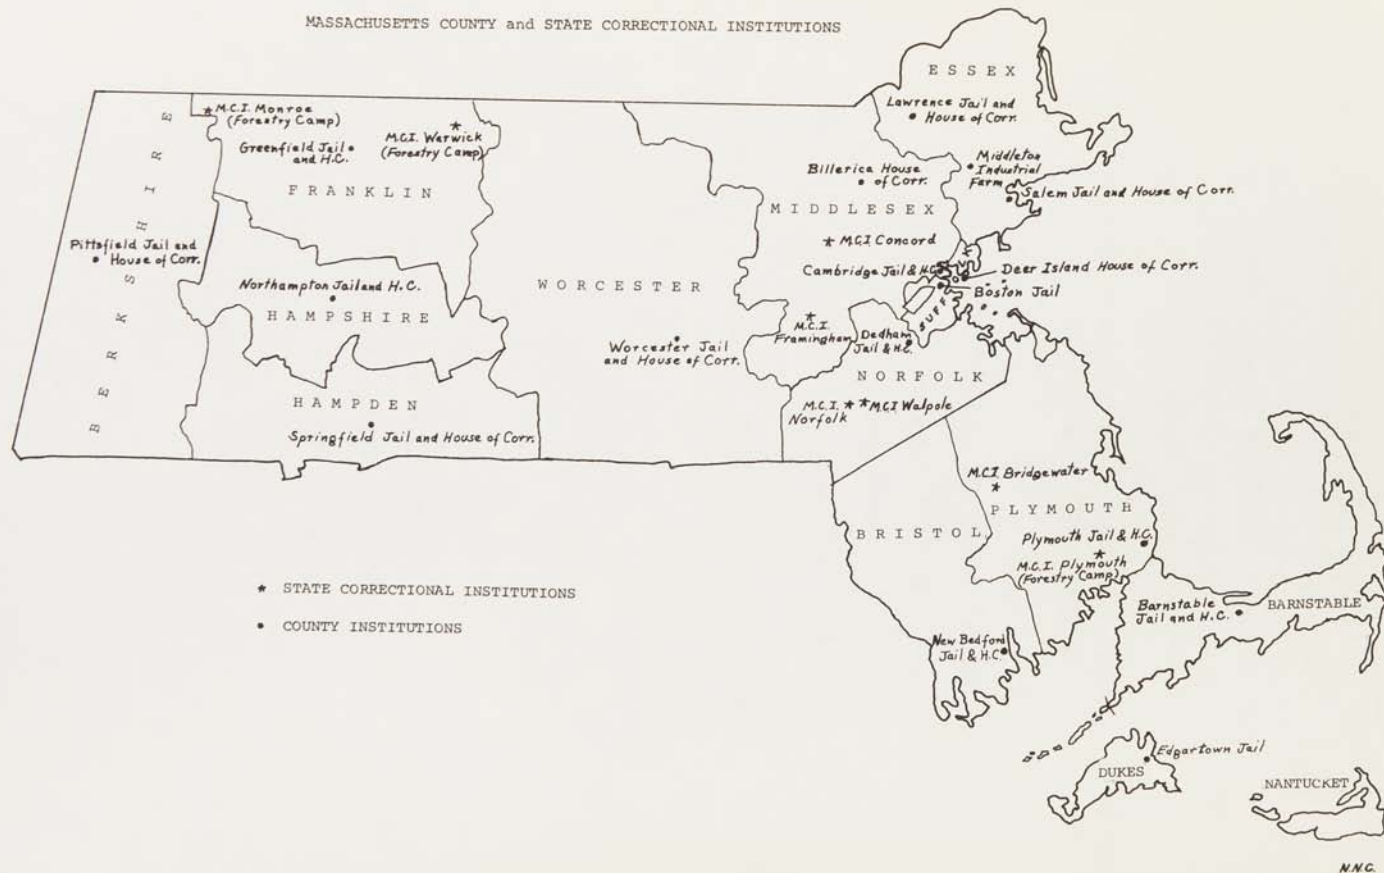 MASSACHUSETTS COUNTY and STATE CORRECTIONAL INSTITUTIONS
ESSEX
Lawrence Jail and
House of Corr.
Middleton
Industrial
Farm
Salem Jail and House of Corr.
BERKSHIRE
Pittsfield Jail and
House of Corr.
* M.C.I. Monroe
(Forestry Camp)
*
M.C.I. Warwick
(Forestry Camp)
Greenfield Jail
and H.C.
FRANKLIN
Northampton Jail and H.C.
HAMPSHIRE
HAMPDEN
Springfield Jail and House of Corr.
WORCESTER
Worcester Jail
and House of Corr.
Billerica House
of Corr.
MIDDLESEX
* M.C.I. Concord
Cambridge Jail & H.C.
Deer Island House of Corr.
Boston Jail
*
M.C.I.
Framingham
Dedham
Jail & H.C.
NORFOLK
M.C.I. *
Norfolk
* M.C.I. Walpole
M.C.I. Bridgewater
*
PLYMOUTH
Plymouth Jail & H.C.
*
M.C.I. Plymouth
(Forestry Camp)
BRISTOL
New Bedford
Jail & H.C.
Barnstable
Jail and H.C.
BARNSTABLE
Edgartown Jail
DUKES
NANTUCKET
* STATE CORRECTIONAL INSTITUTIONS
• COUNTY INSTITUTIONS
N.N.C.